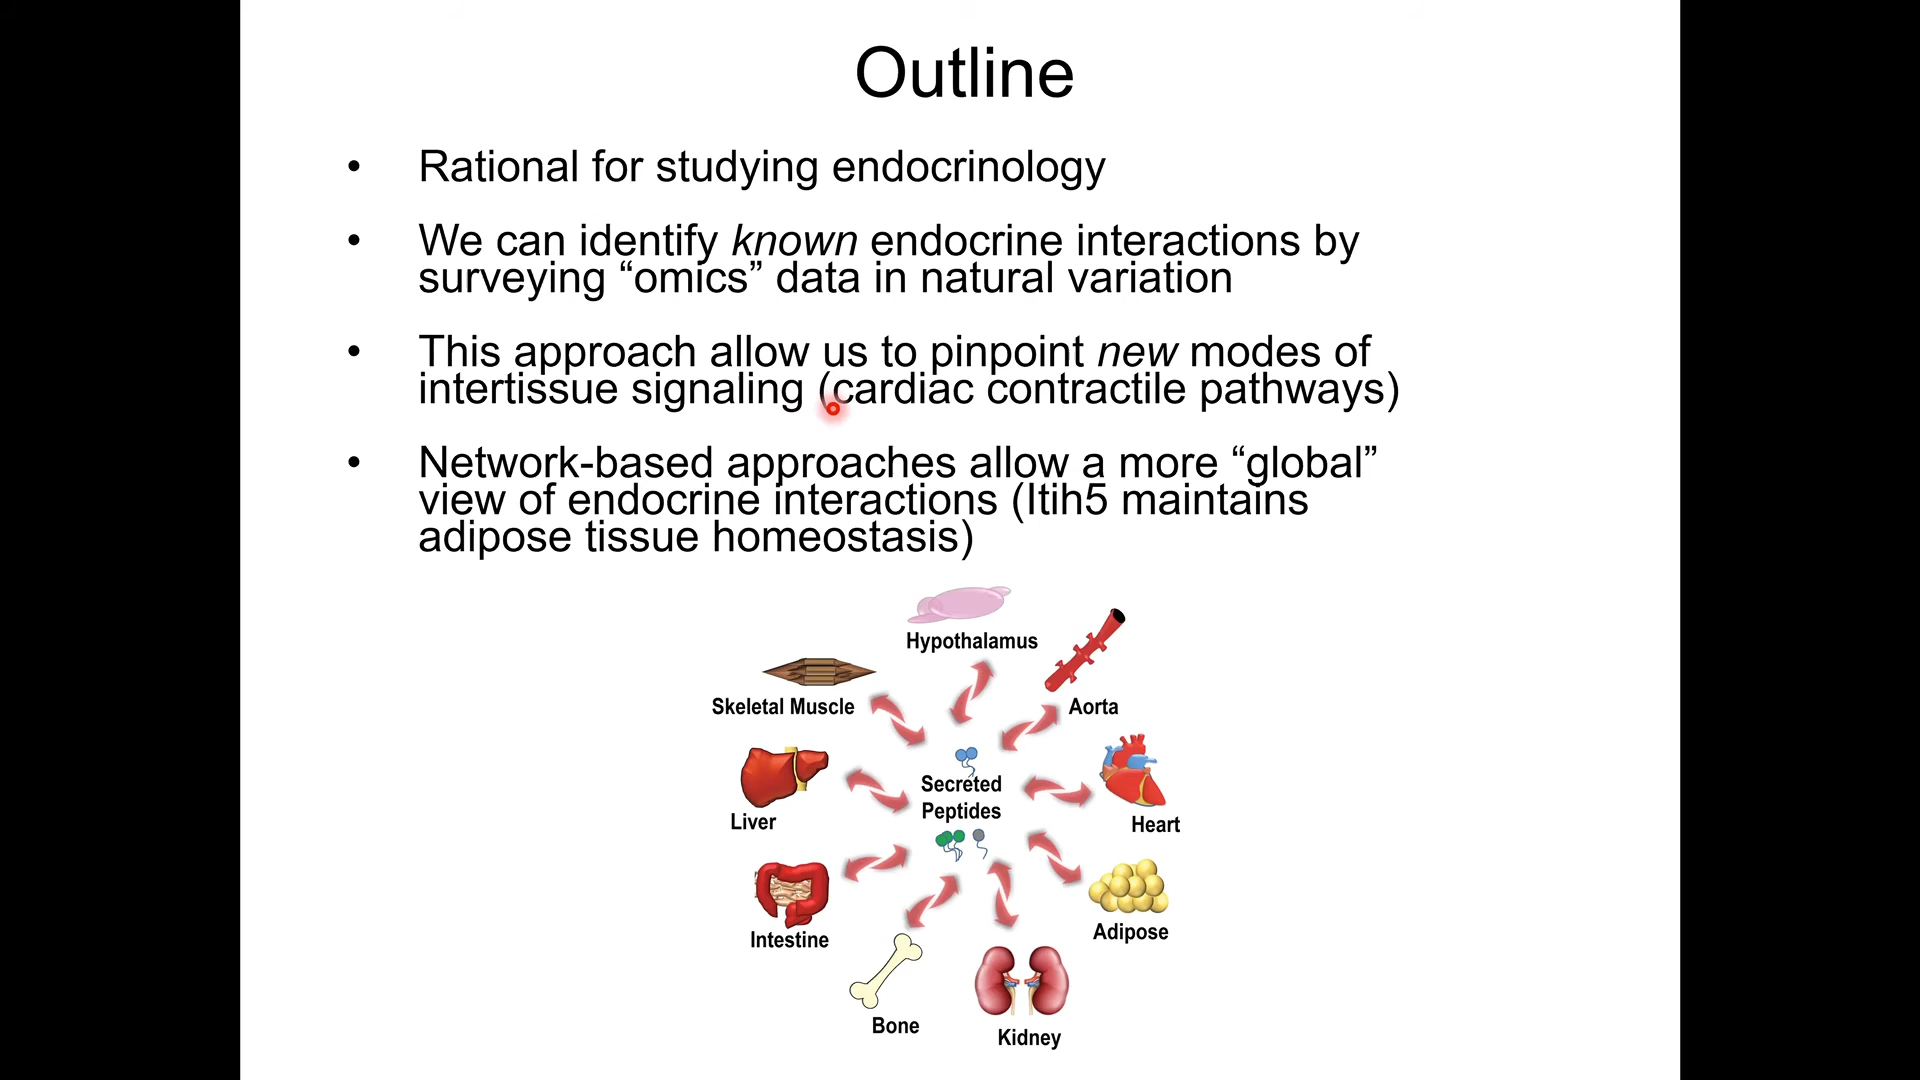 Outline
• Rational for studying endocrinology
• We can identify known endocrine interactions by
surveying “omics” data in natural variation
• This approach allow us to pinpoint new modes of
intertissue signaling (cardiac contractile pathways)
• Network-based approaches allow a more “global”
view of endocrine interactions (Itih5 maintains
adipose tissue homeostasis)
Hypothalamus
Skeletal Muscle
Aorta
Secreted
Peptides
Liver
Heart
Intestine
Adipose
Bone
Kidney